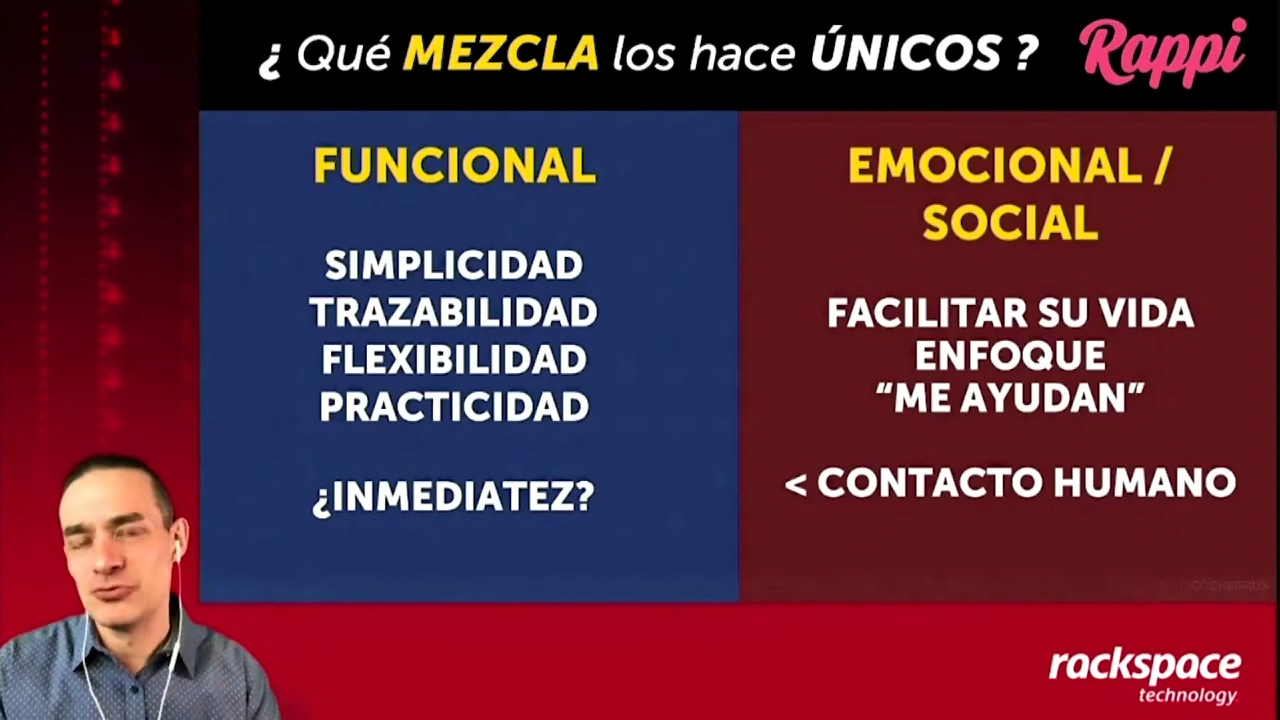 ¿ Qué MEZCLA los hace ÚNICOS ?
Rappi
FUNCIONAL
SIMPLICIDAD
TRAZABILIDAD
FLEXIBILIDAD
PRACTICIDAD
¿INMEDIATEZ?
EMOCIONAL /
SOCIAL
FACILITAR SU VIDA
ENFOQUE
“ME AYUDAN”
< CONTACTO HUMANO
rackspace
technology